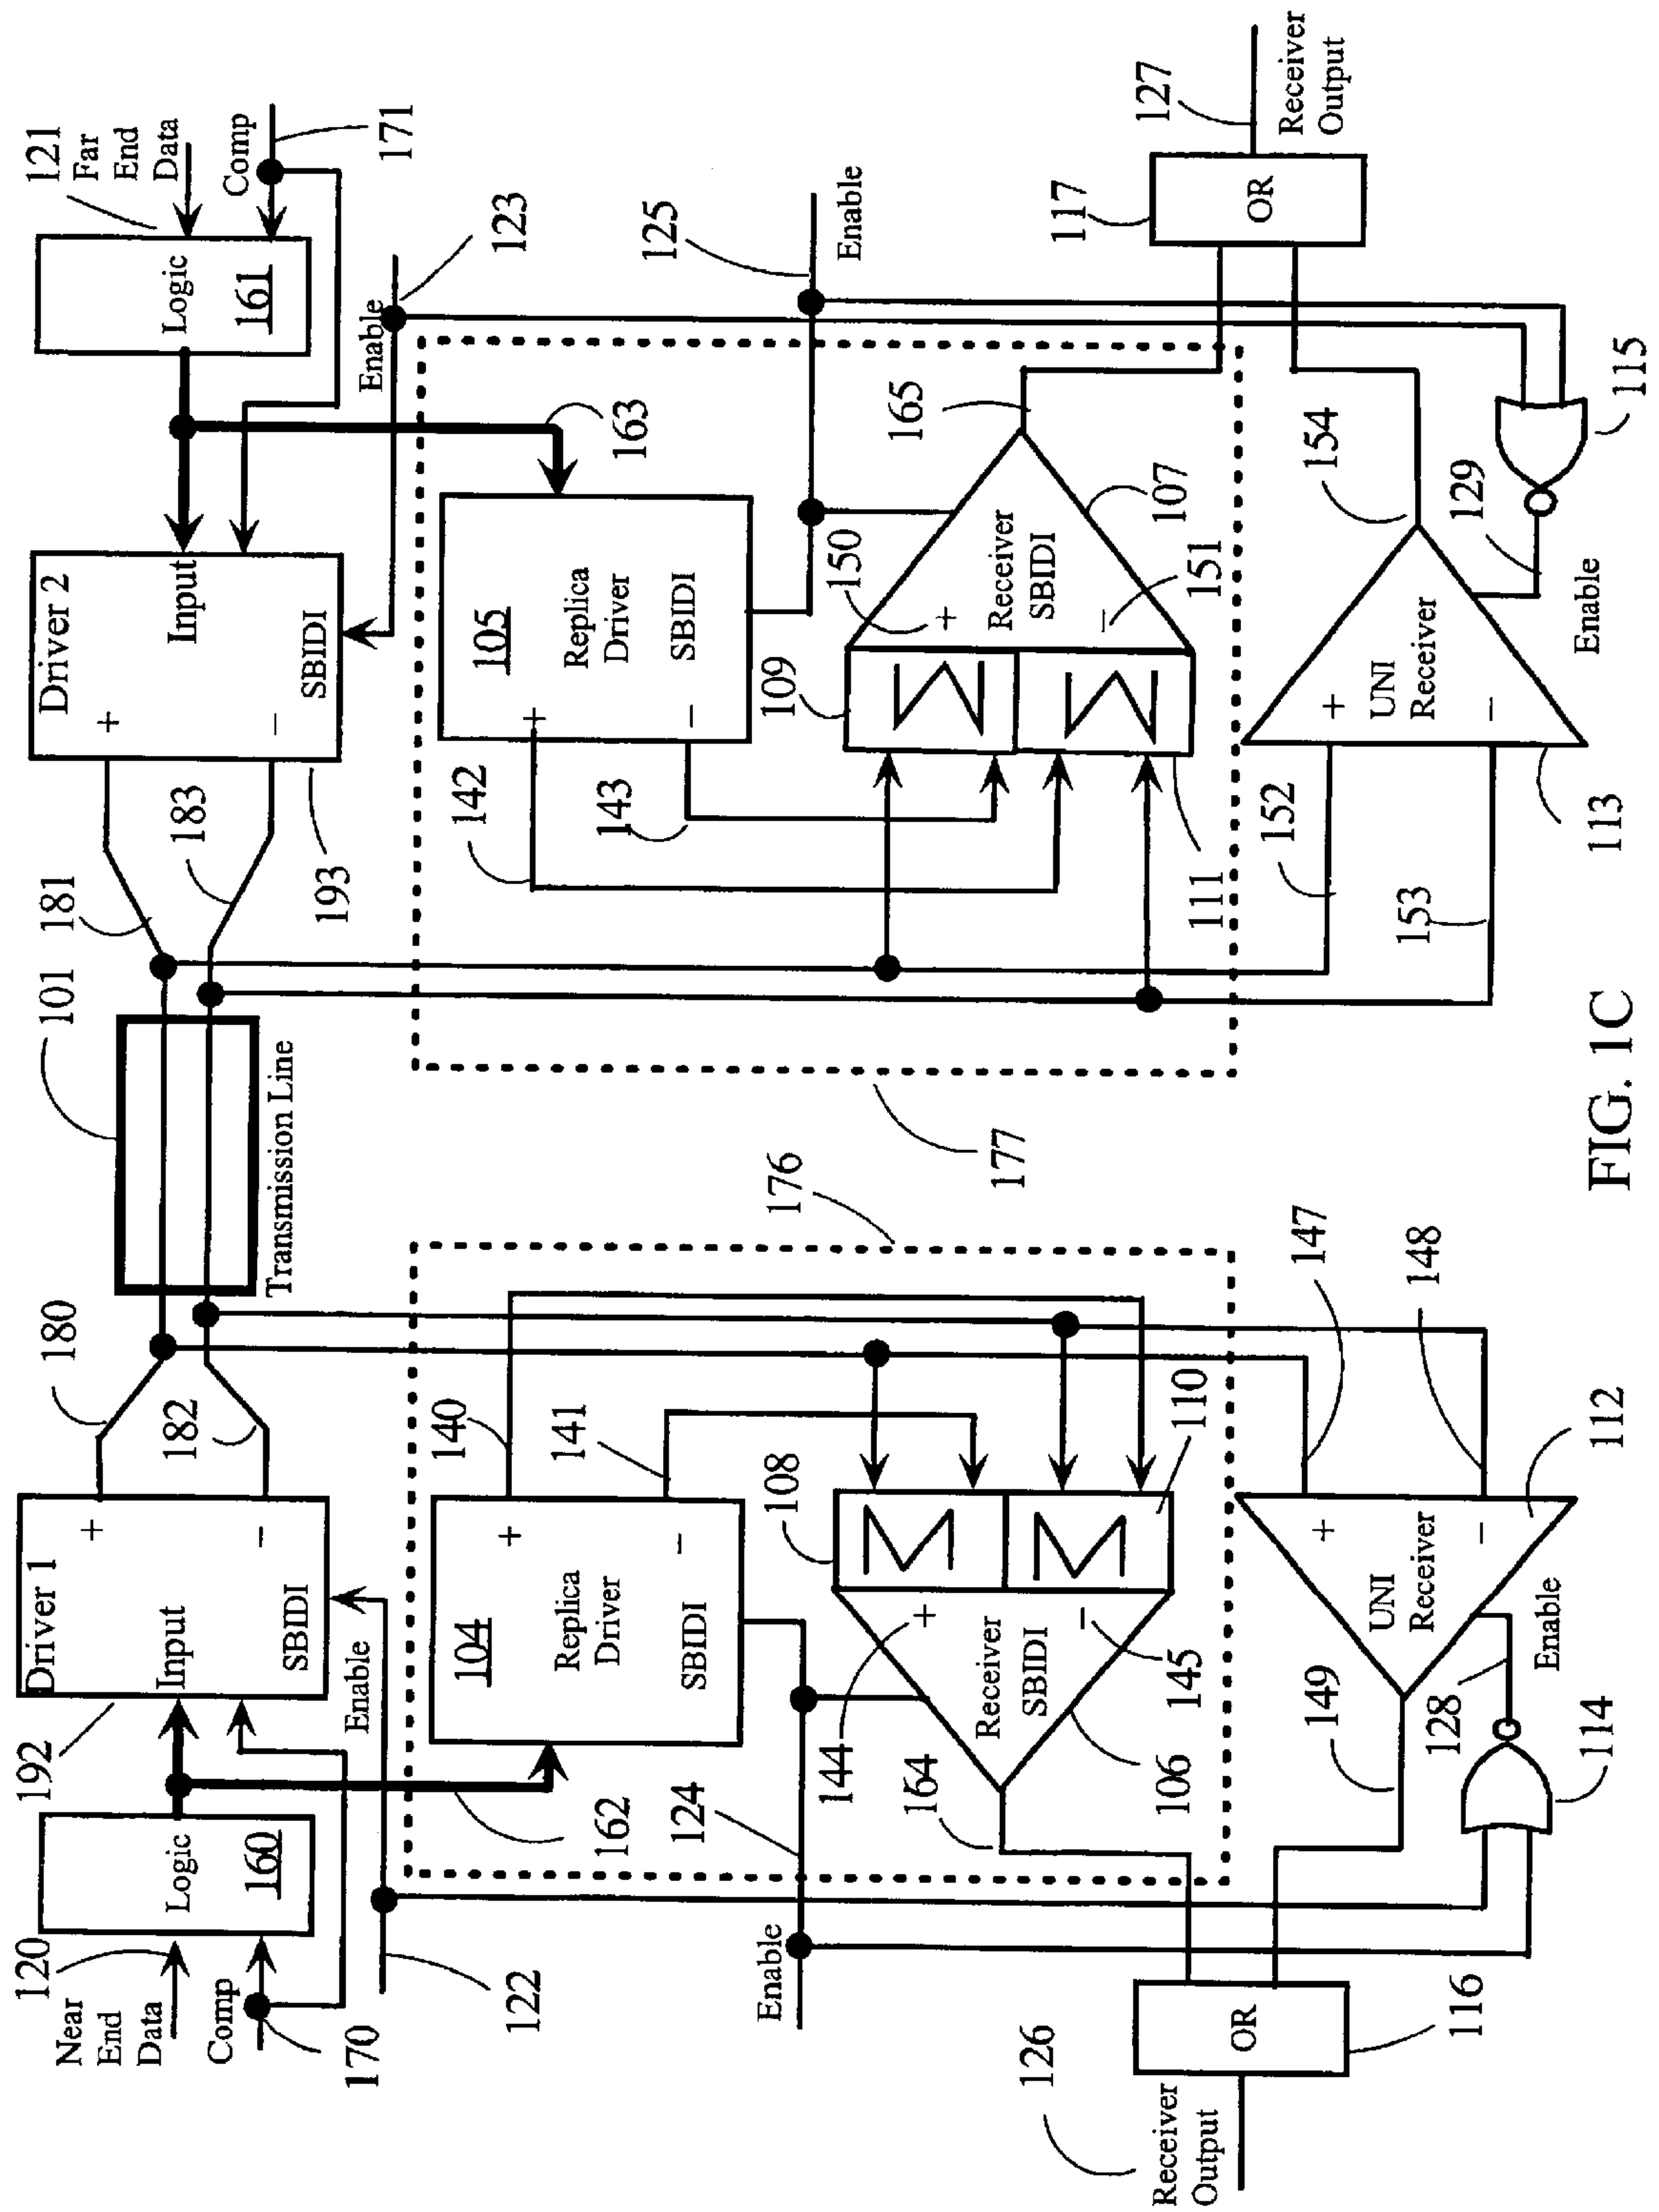 120
Near
End
Data
Comp
170
Logic
160
192
Driver 1
Input
SBIDI
+
−
180
182
101
Transmission Line
181
183
193
Driver 2
Input
SBIDI
+
−
Logic
161
121
Far
End
Data
Comp
171
122
Enable
Enable
123
162
104
Replica
Driver
SBIDI
+
−
140
141
176
177
142
143
105
Replica
Driver
SBIDI
+
−
163
125
Enable
Enable
124
144
164
106
145
Receiver
SBIDI
+
−
108
110
109
111
150
Receiver
SBIDI
+
−
151
107
165
126
Receiver
Output
OR
116
149
128
114
Enable
UNI
Receiver
+
−
112
147
148
152
153
113
UNI
Receiver
+
−
154
129
Enable
115
117
OR
127
Receiver
Output
FIG. 1C